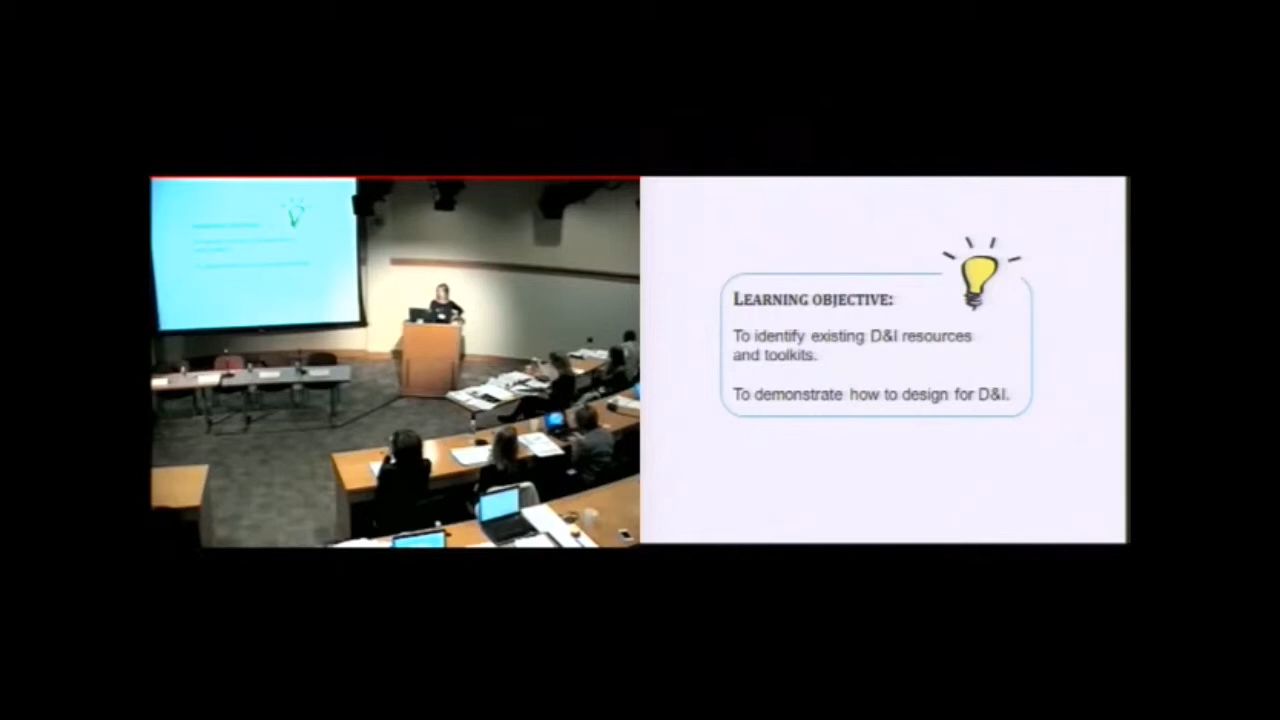 LEARNING OBJECTIVE:
To identify existing D&I resources
and toolkits.
To demonstrate how to design for D&I.